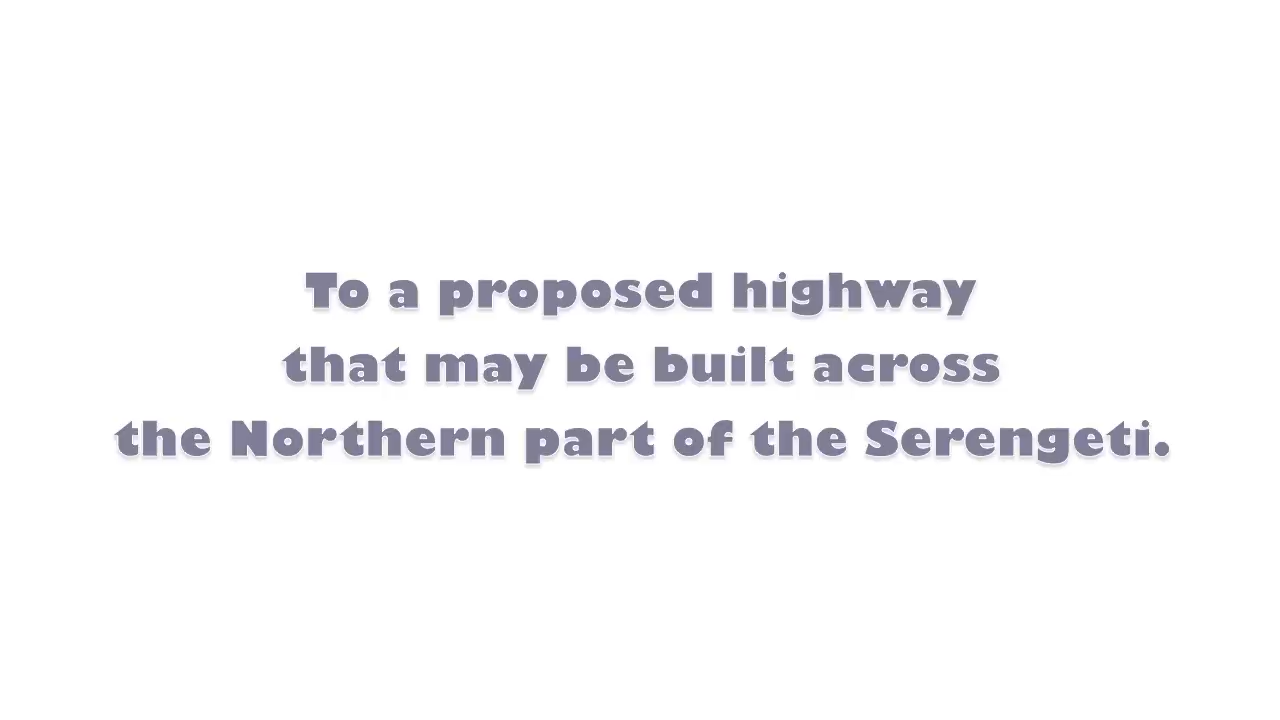 To a proposed highway
that may be built across
the Northern part of the Serengeti.